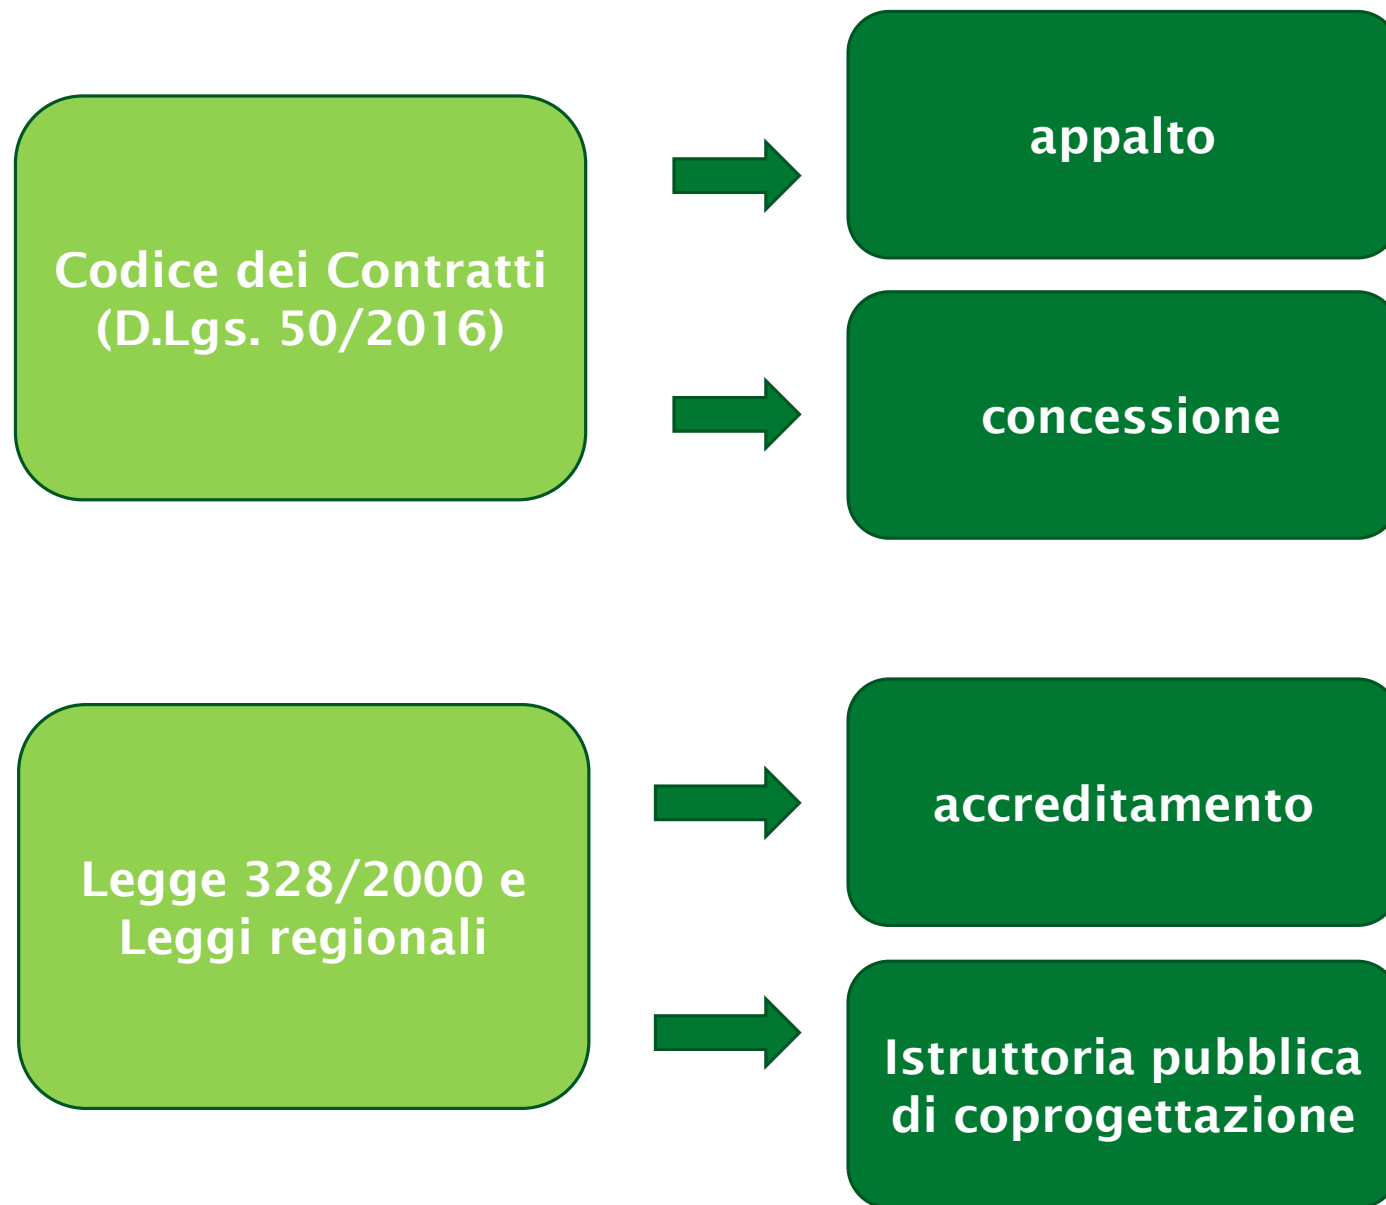 Codice dei Contratti
(D.Lgs. 50/2016)
appalto
concessione
Legge 328/2000 e
Leggi regionali
accreditamento
Istruttoria pubblica
di coprogettazione